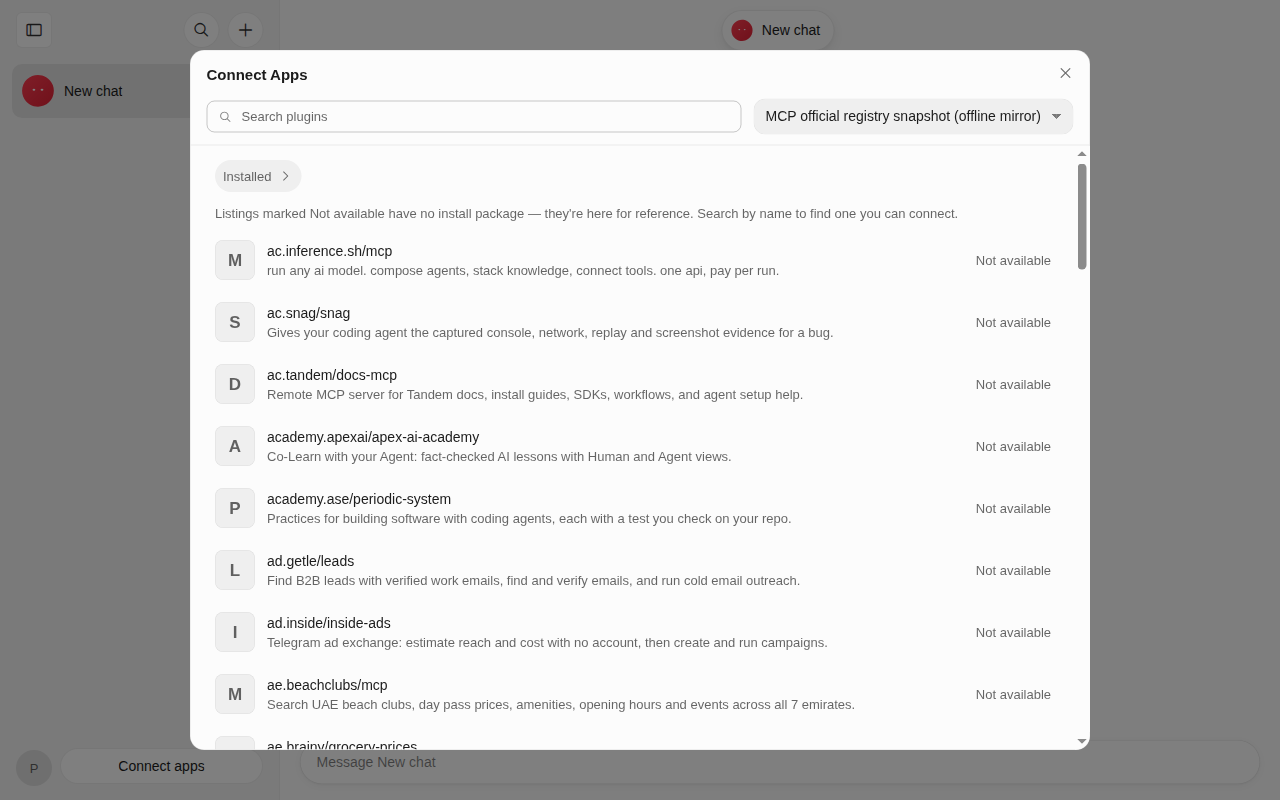 New chat
New chat
Connect Apps
Search plugins
MCP official registry snapshot (offline mirror)
Installed
Listings marked Not available have no install package — they're here for reference. Search by name to find one you can connect.
M
ac.inference.sh/mcp
run any ai model. compose agents, stack knowledge, connect tools. one api, pay per run.
Not available
S
ac.snag/snag
Gives your coding agent the captured console, network, replay and screenshot evidence for a bug.
Not available
D
ac.tandem/docs-mcp
Remote MCP server for Tandem docs, install guides, SDKs, workflows, and agent setup help.
Not available
A
academy.apexai/apex-ai-academy
Co-Learn with your Agent: fact-checked AI lessons with Human and Agent views.
Not available
P
academy.ase/periodic-system
Practices for building software with coding agents, each with a test you check on your repo.
Not available
L
ad.getle/leads
Find B2B leads with verified work emails, find and verify emails, and run cold email outreach.
Not available
I
ad.inside/inside-ads
Telegram ad exchange: estimate reach and cost with no account, then create and run campaigns.
Not available
M
ae.beachclubs/mcp
Search UAE beach clubs, day pass prices, amenities, opening hours and events across all 7 emirates.
Not available
ae.brainy/grocery-prices
P
Connect apps
Message New chat